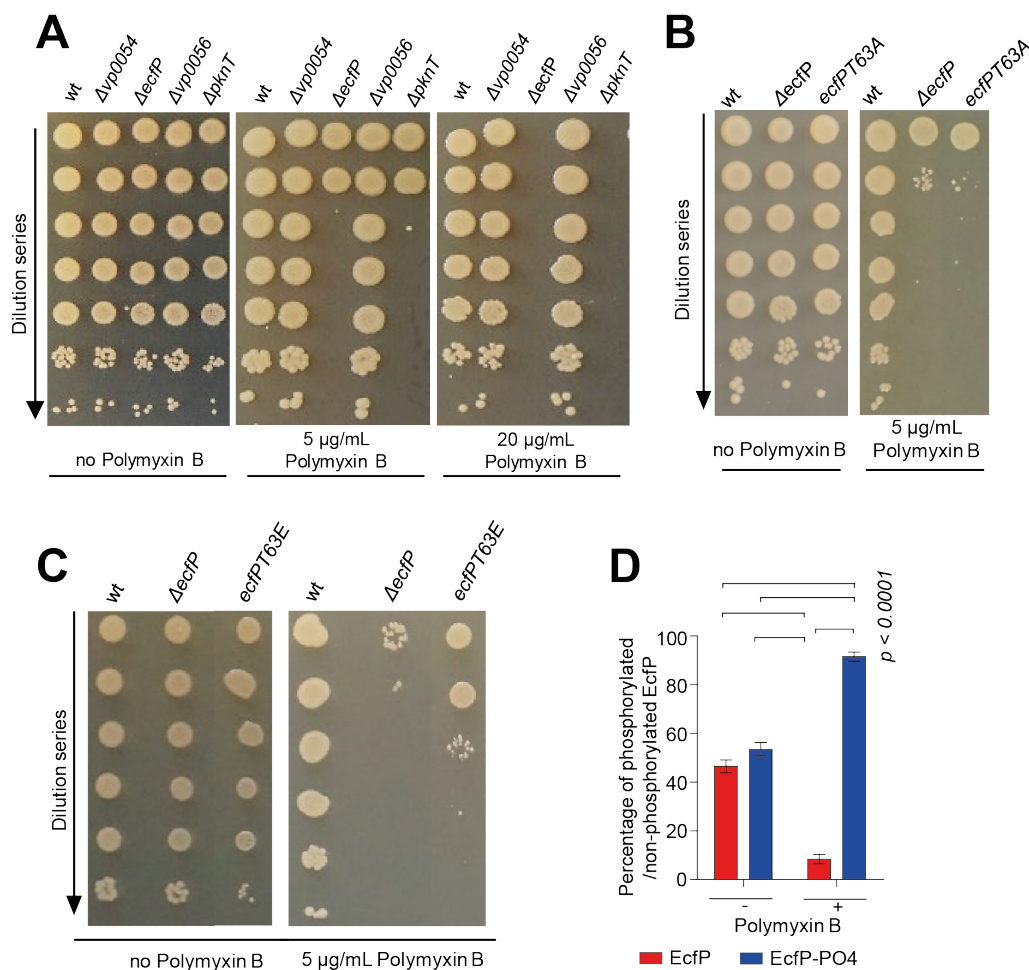 A
wt
Δvp0054
ΔecfP
Δvp0056
ΔpknT
wt
Δvp0054
ΔecfP
Δvp0056
ΔpknT
wt
Δvp0054
ΔecfP
Δvp0056
ΔpknT
Dilution series
no Polymyxin B
5 µg/mL
Polymyxin B
20 µg/mL
Polymyxin B
B
wt
ΔecfP
ecfPT63A
wt
ΔecfP
ecfPT63A
Dilution series
no Polymyxin B
5 µg/mL
Polymyxin B
C
wt
ΔecfP
ecfPT63E
wt
ΔecfP
ecfPT63E
Dilution series
no Polymyxin B
5 µg/mL Polymyxin B
D
p < 0.0001
Percentage of phosphorylated
/non-phosphorylated EcfP
100
80
60
40
20
0
-
+
Polymyxin B
EcfP
EcfP-PO4